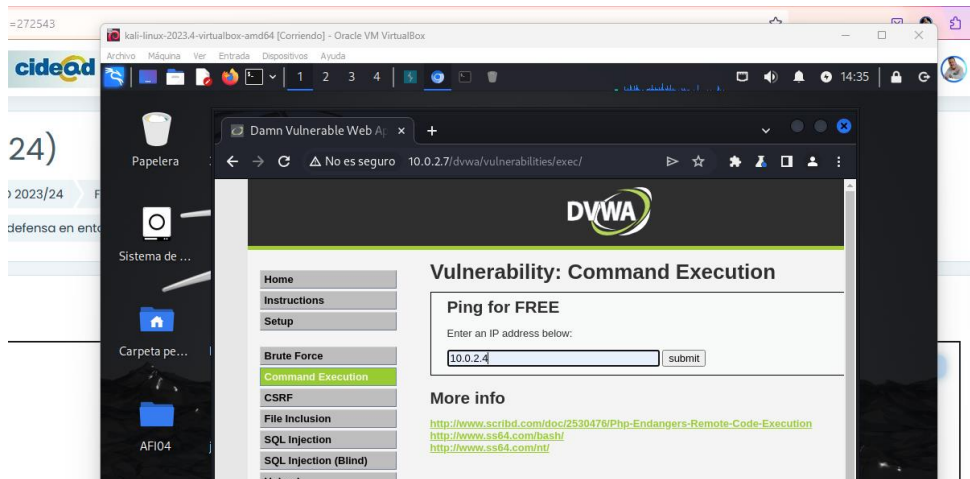 =272543
kali-linux-2023.4-virtualbox-amd64 [Corriendo] - Oracle VM VirtualBox
Archivo Máquina Ver Entrada Dispositivos Ayuda
cidead
1 2 3 4
14:35
24)
Papelera
Damn Vulnerable Web Ap
No es seguro 10.0.2.7/dvwa/vulnerabilities/exec/
2023/24
defensa en ento
DVWA
Sistema de ...
Vulnerability: Command Execution
Home
Instructions
Setup
Ping for FREE
Enter an IP address below:
10.0.2.4 submit
Carpeta pe...
Brute Force
Command Execution
CSRF
File Inclusion
SQL Injection
SQL Injection (Blind)
More info
http://www.scribd.com/doc/2530476/Php-Endangers-Remote-Code-Execution
http://www.ss64.com/bash/
http://www.ss64.com/nt/
AFI04